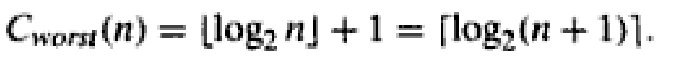 C_worst(n) = ⌊log₂ n⌋ + 1 = ⌈log₂(n + 1)⌉.